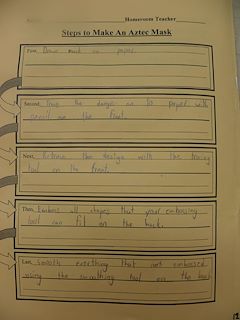 Homeroom Teacher
Steps to Make An Aztec Mask
First, Draw mask on paper.
Second, Trace the design on to paper with
pencil on the front.
Next, Retrace the design with the tracing
tool on the front.
Then, Emboss all shapes that your embossing
tool can fit on the back.
Last, smooth everything that not embossed
using the smoothing tool on the back